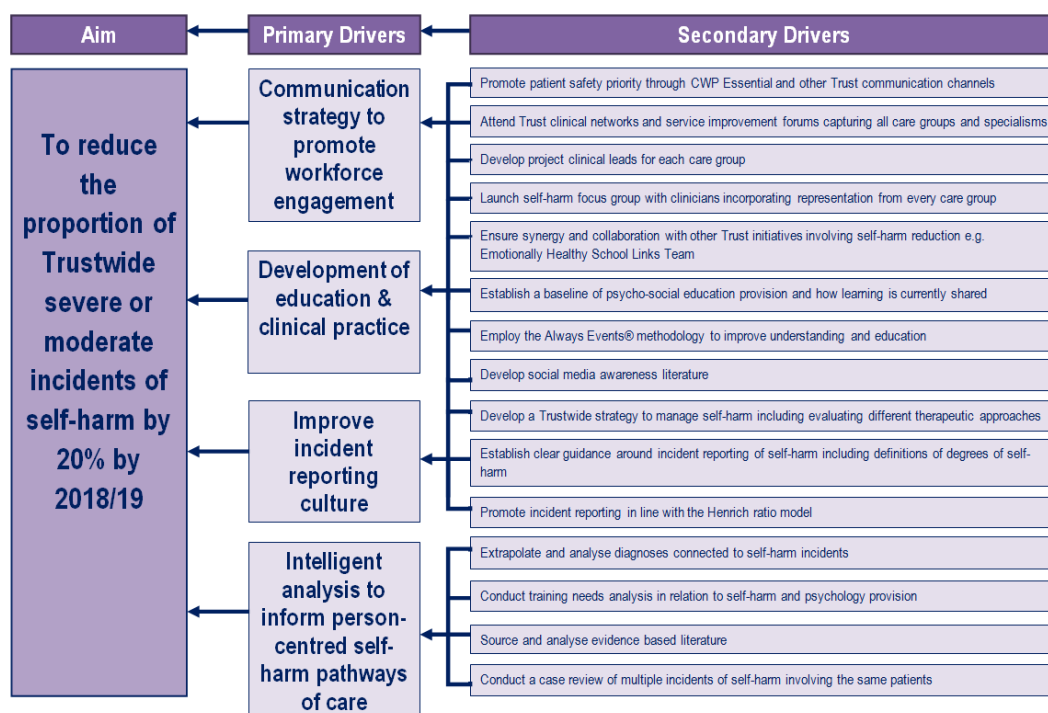 Aim
Primary Drivers
Secondary Drivers
To reduce
the
proportion of
Trustwide
severe or
moderate
incidents of
self-harm by
20% by
2018/19
Communication
strategy to
promote
workforce
engagement
Development of
education &
clinical practice
Improve
incident
reporting
culture
Intelligent
analysis to
inform person-
centred self-
harm pathways
of care
Promote patient safety priority through CWP Essential and other Trust communication channels
Attend Trust clinical networks and service improvement forums capturing all care groups and specialisms
Develop project clinical leads for each care group
Launch self-harm focus group with clinicians incorporating representation from every care group
Ensure synergy and collaboration with other Trust initiatives involving self-harm reduction e.g.
Emotionally Healthy School Links Team
Establish a baseline of psycho-social education provision and how learning is currently shared
Employ the Always Events® methodology to improve understanding and education
Develop social media awareness literature
Develop a Trustwide strategy to manage self-harm including evaluating different therapeutic approaches
Establish clear guidance around incident reporting of self-harm including definitions of degrees of self-
harm
Promote incident reporting in line with the Henrich ratio model
Extrapolate and analyse diagnoses connected to self-harm incidents
Conduct training needs analysis in relation to self-harm and psychology provision
Source and analyse evidence based literature
Conduct a case review of multiple incidents of self-harm involving the same patients